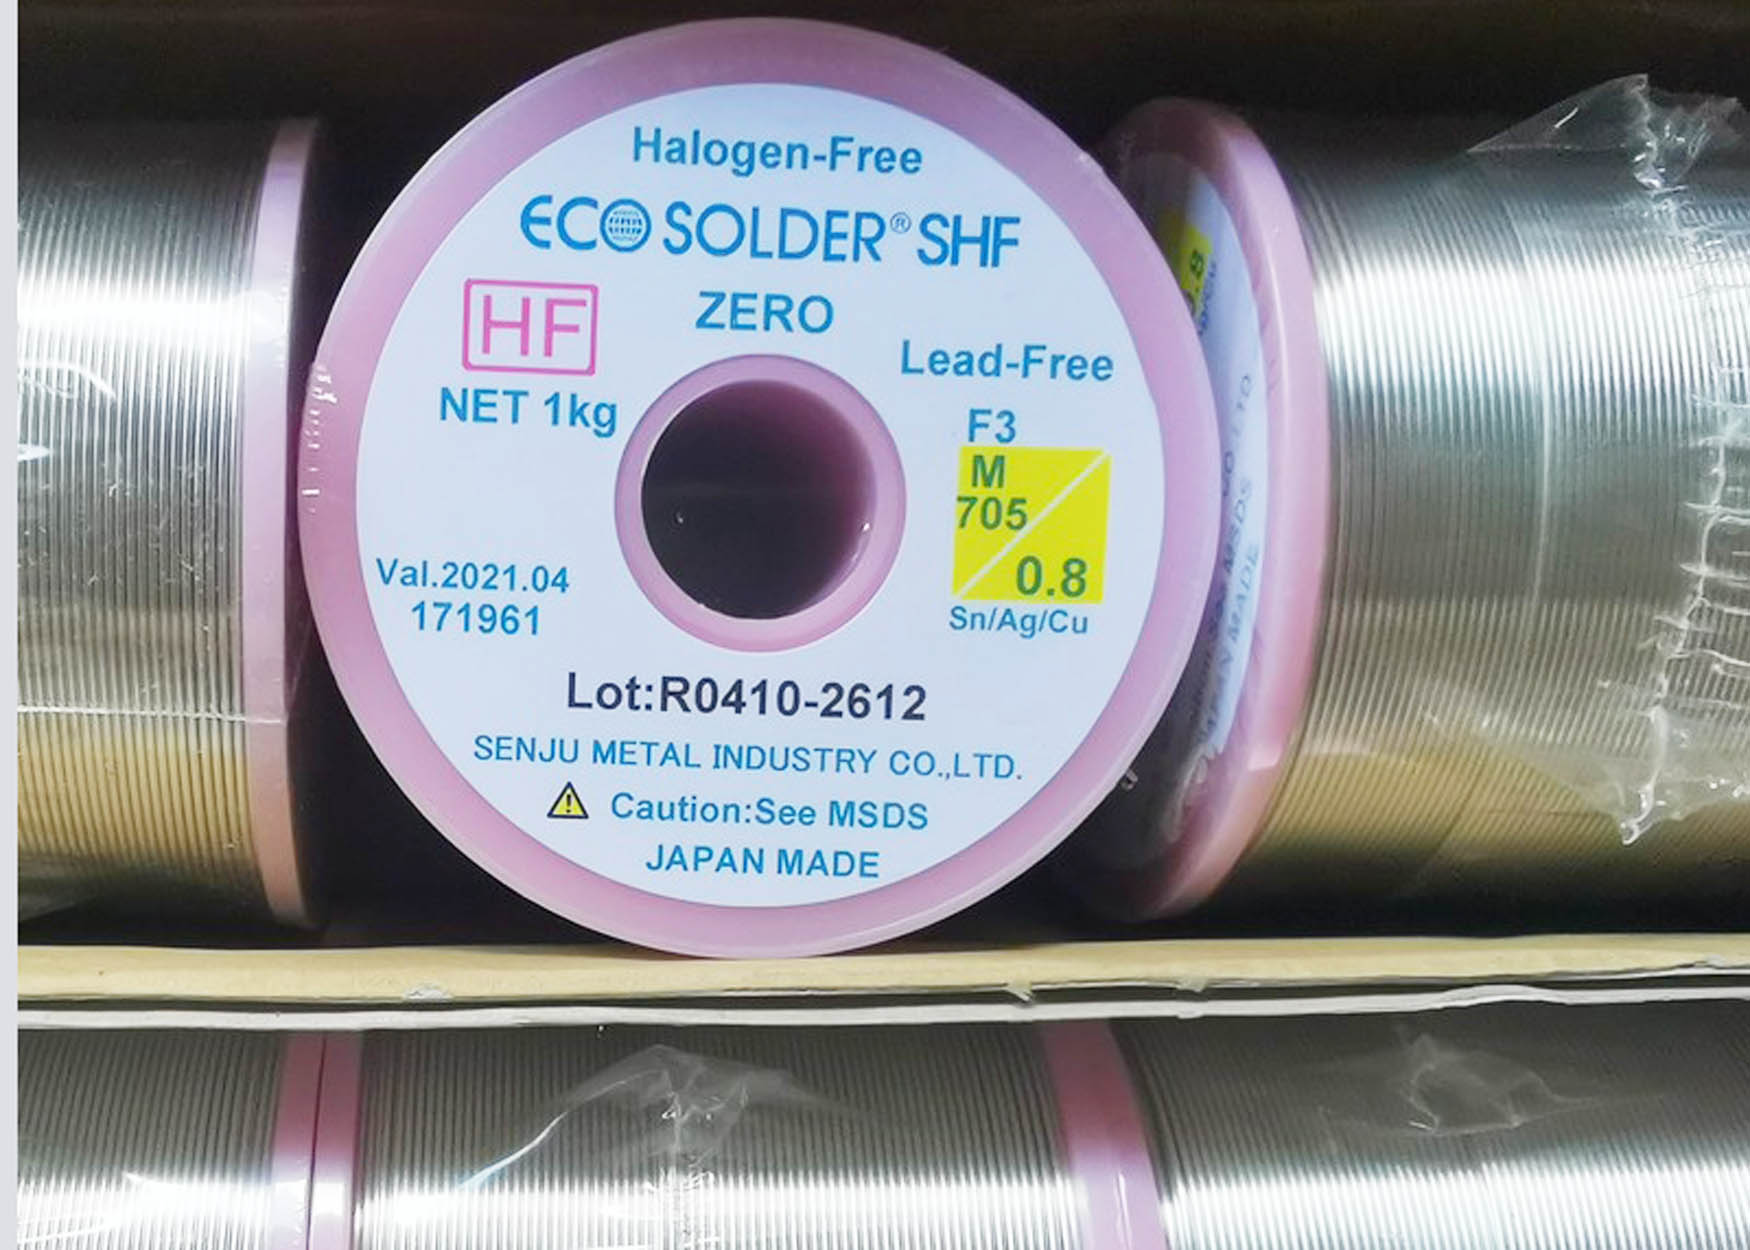 Halogen-Free
ECO SOLDER® SHF
ZERO
HF
NET 1kg
Lead-Free
F3
M
705
0.8
Sn/Ag/Cu
Val.2021.04
171961
Lot:R0410-2612
SENJU METAL INDUSTRY CO.,LTD.
Caution:See MSDS
JAPAN MADE